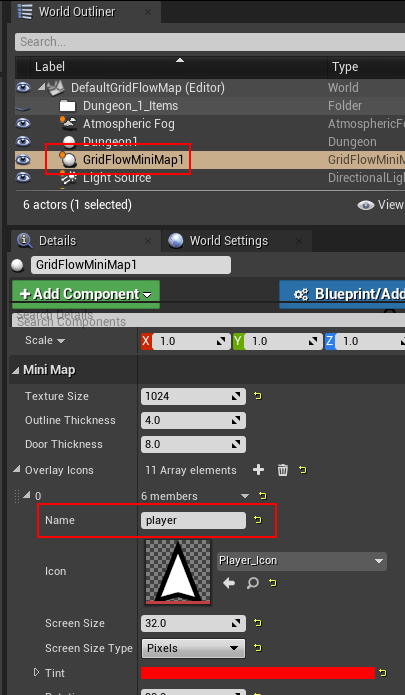 World Outliner
Search...
Label Type
DefaultGridFlowMap (Editor) World
Dungeon_1_Items Folder
Atmospheric Fog AtmosphericF
Dungeon1 Dungeon
GridFlowMiniMap1 GridFlowMini
Light Source DirectionalLigh
6 actors (1 selected) View
Details World Settings
GridFlowMiniMap1
+ Add Component Blueprint/Add
Search Details
Search Components
Scale X 1.0 Y 1.0 Z 1.0
Mini Map
Texture Size 1024
Outline Thickness 4.0
Door Thickness 8.0
Overlay Icons 11 Array elements
0 6 members
Name player
Icon Player_Icon
Screen Size 32.0
Screen Size Type Pixels
Tint